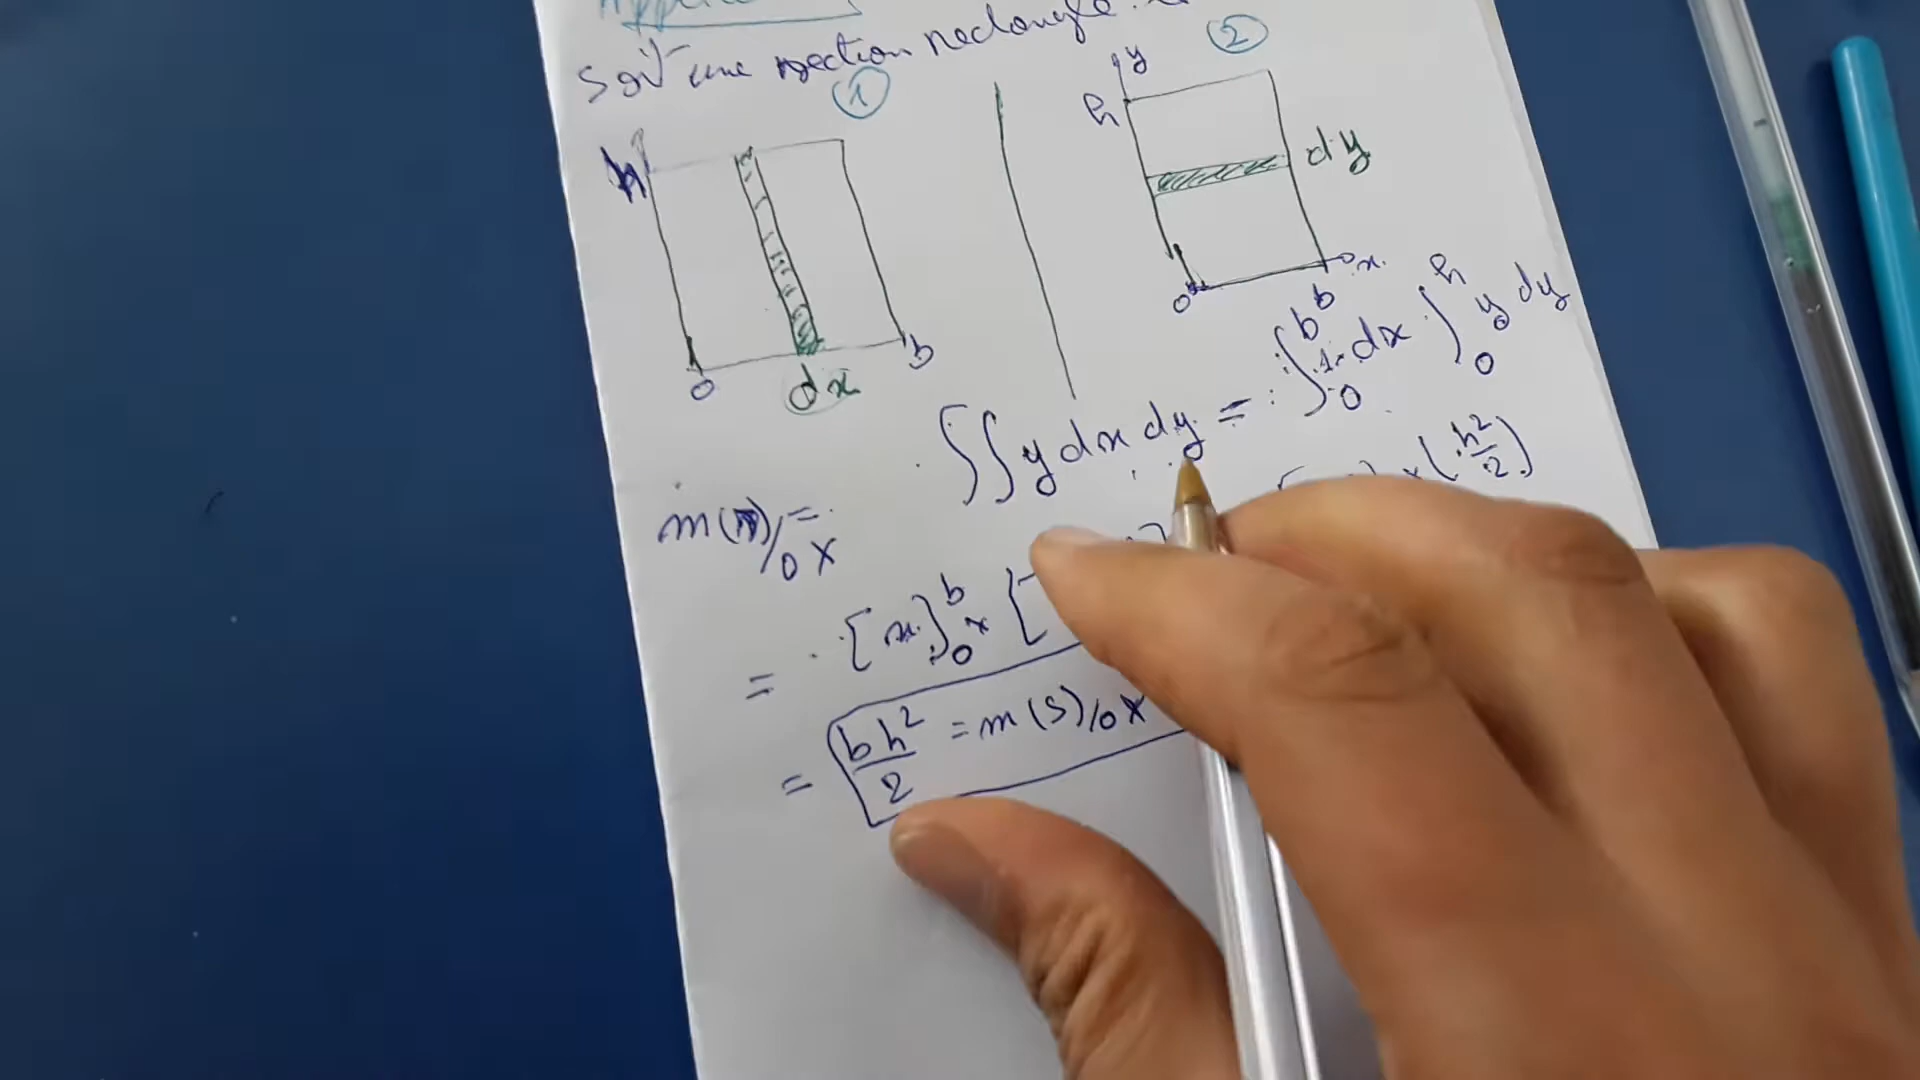 Soit une section rectangle.
1
2
y
h
h
dy
0
b
dx
0
b
x
∫∫ y dx dy = ∫₀ᵇ 1. dx . ∫₀ʰ y dy
x (h²/2)
m( )/0X =
= [x]₀ᵇ x [
= bh²/2 = m(S)/0X